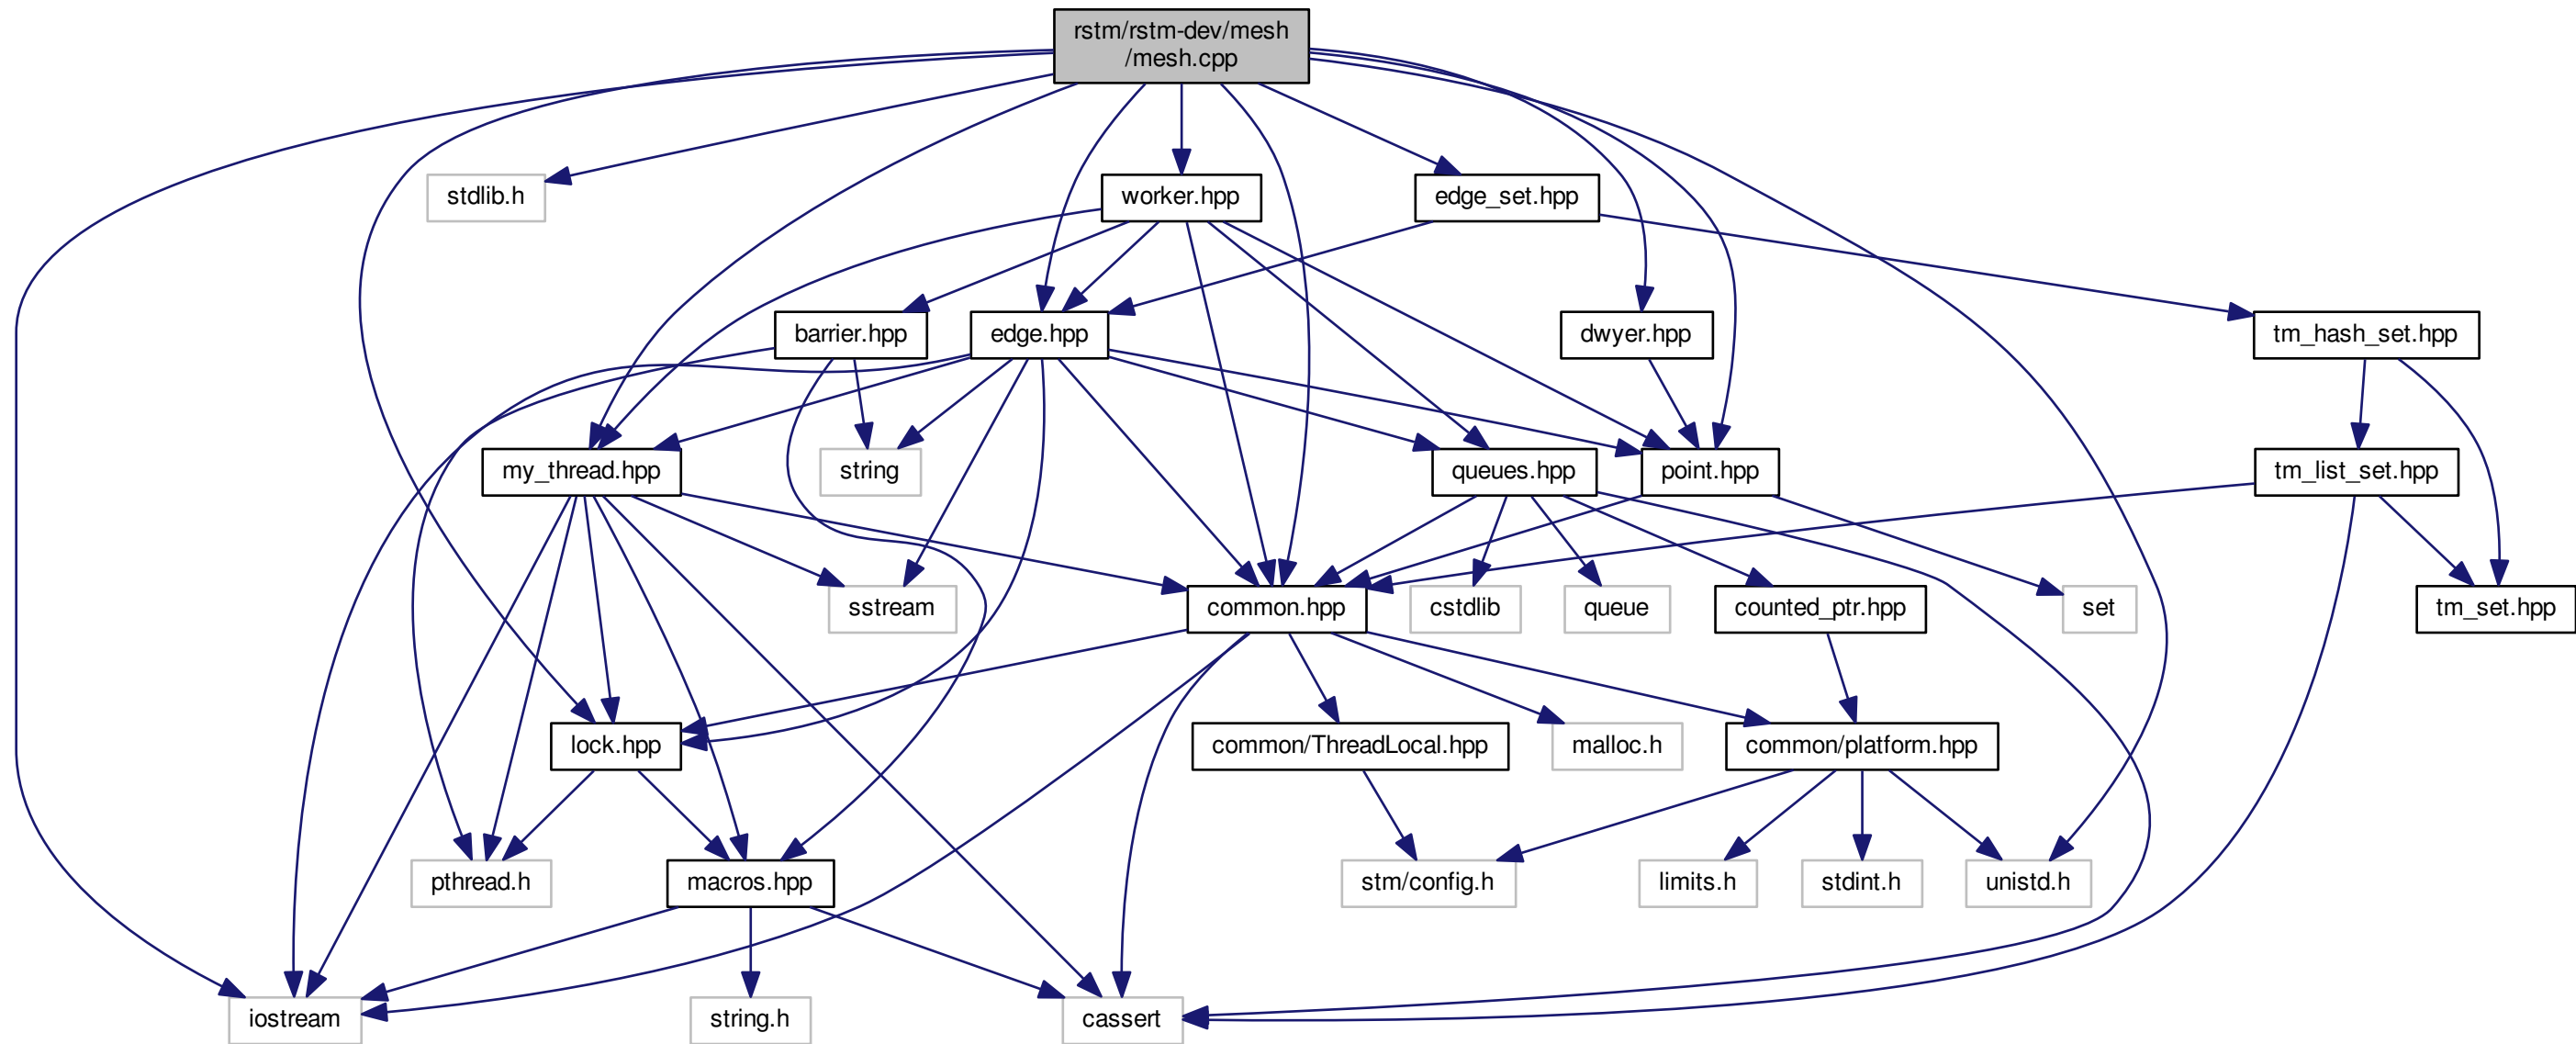 rstm/rstm-dev/mesh
/mesh.cpp
stdlib.h
worker.hpp
edge_set.hpp
barrier.hpp
edge.hpp
dwyer.hpp
tm_hash_set.hpp
my_thread.hpp
string
queues.hpp
point.hpp
tm_list_set.hpp
sstream
common.hpp
cstdlib
queue
counted_ptr.hpp
set
tm_set.hpp
lock.hpp
common/ThreadLocal.hpp
malloc.h
common/platform.hpp
pthread.h
macros.hpp
stm/config.h
limits.h
stdint.h
unistd.h
iostream
string.h
cassert